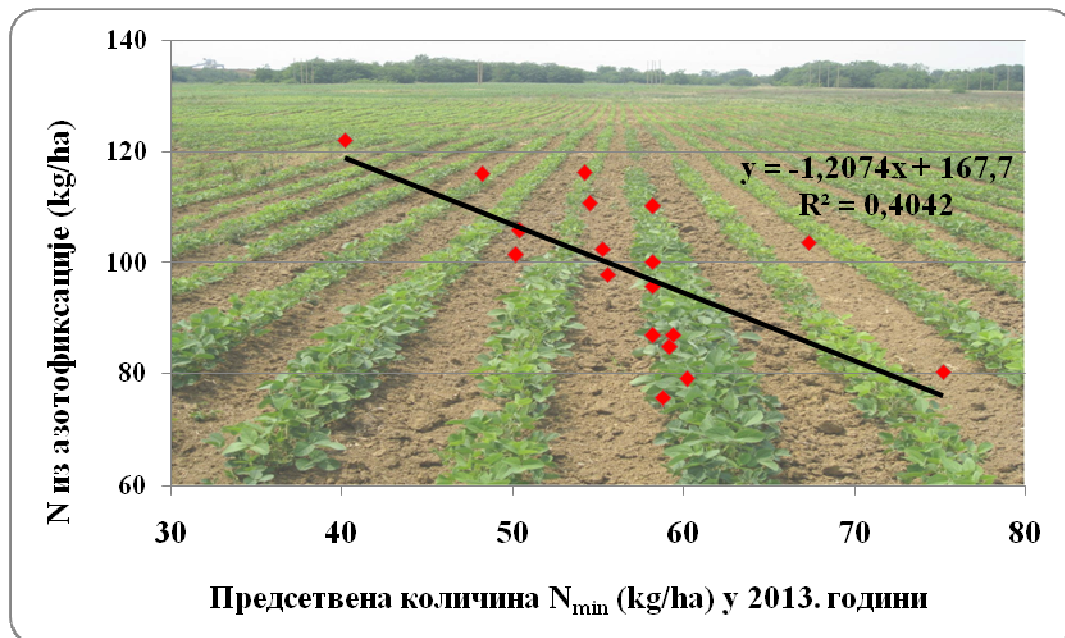 140
120
100
80
60
30 40 50 60 70 80
N из азотофиксације (kg/ha)
y = -1,2074x + 167,7
R² = 0,4042
Предсетвена количина Nmin (kg/ha) у 2013. години